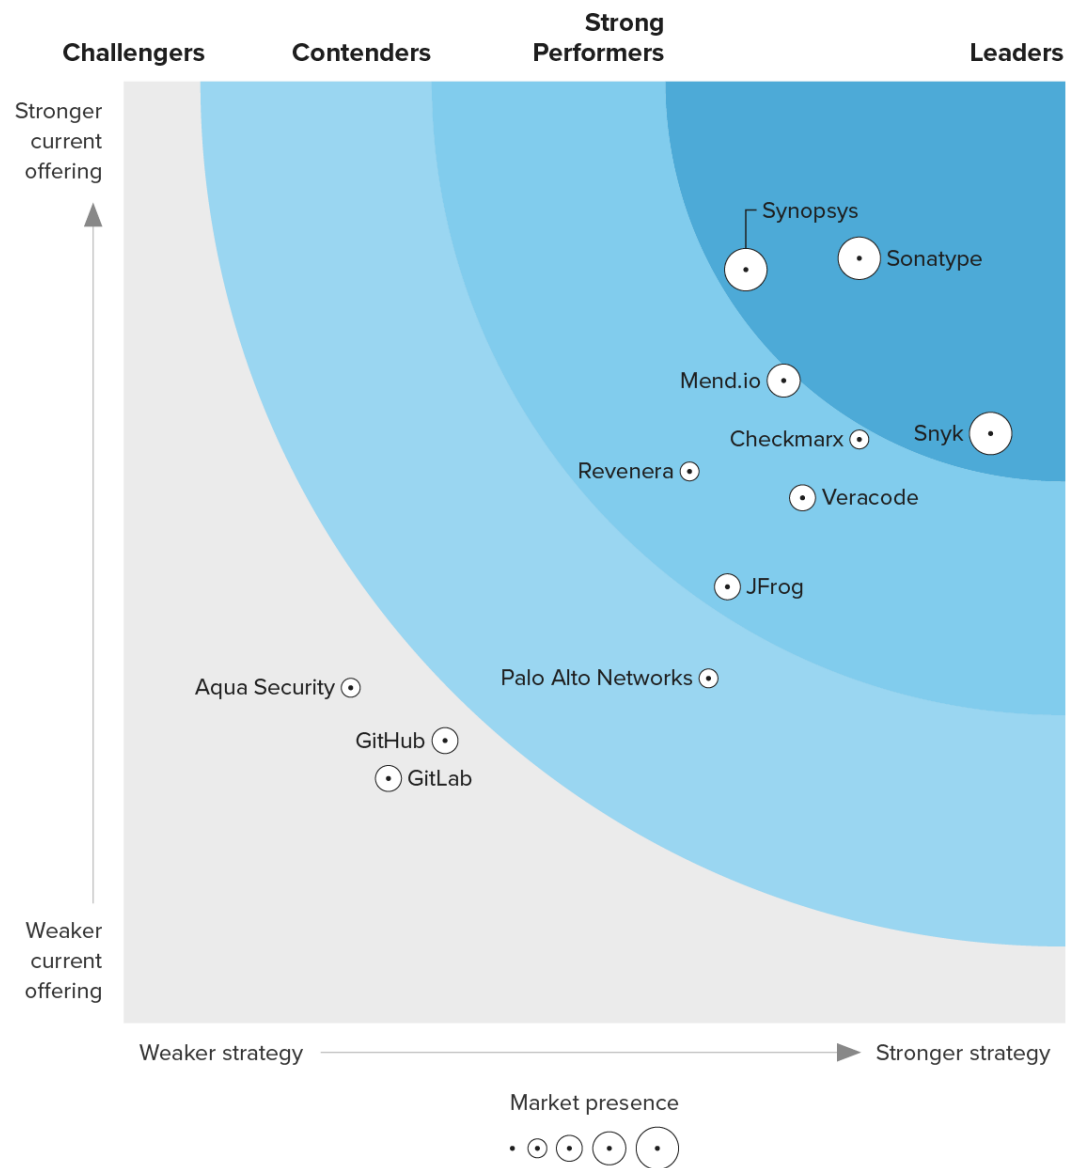 Challengers
Contenders
Strong
Performers
Leaders
Stronger
current
offering
Synopsys
Sonatype
Mend.io
Checkmarx
Snyk
Revenera
Veracode
JFrog
Palo Alto Networks
Aqua Security
GitHub
GitLab
Weaker
current
offering
Weaker strategy
Stronger strategy
Market presence